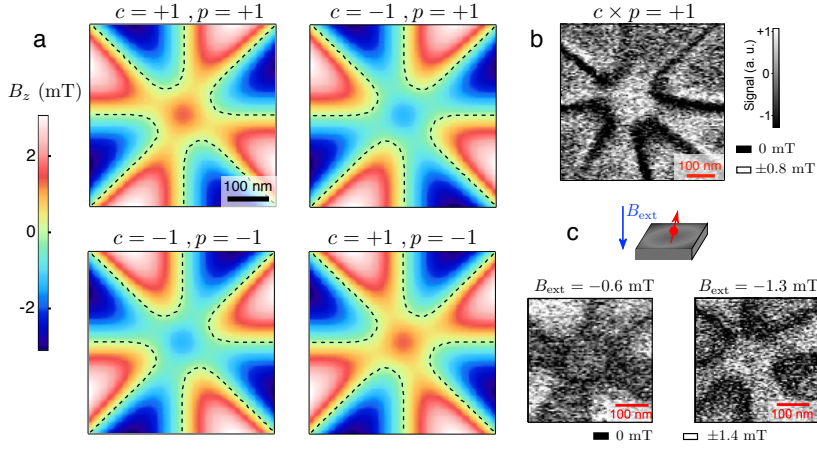 a
c = +1 , p = +1
c = −1 , p = +1
b
c × p = +1
B_z (mT)
2
0
-2
100 nm
Signal (a. u.)
+1
0
-1
0 mT
±0.8 mT
100 nm
c = −1 , p = −1
c = +1 , p = −1
c
B_ext
B_ext = −0.6 mT
B_ext = −1.3 mT
100 nm
100 nm
0 mT
±1.4 mT